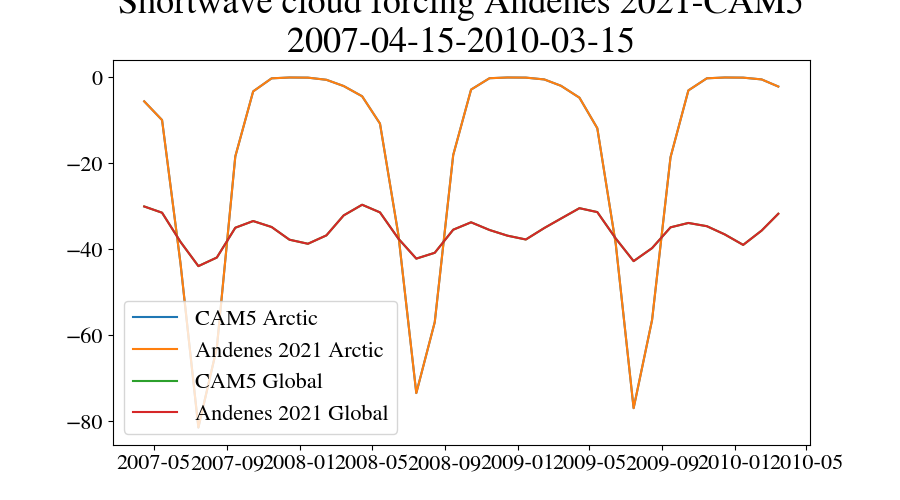 Shortwave cloud forcing Andenes 2021-CAM5
2007-04-15-2010-03-15
0
−20
−40
−60
−80
CAM5 Arctic
Andenes 2021 Arctic
CAM5 Global
Andenes 2021 Global
2007-05 2007-09 2008-01 2008-05 2008-09 2009-01 2009-05 2009-09 2010-01 2010-05